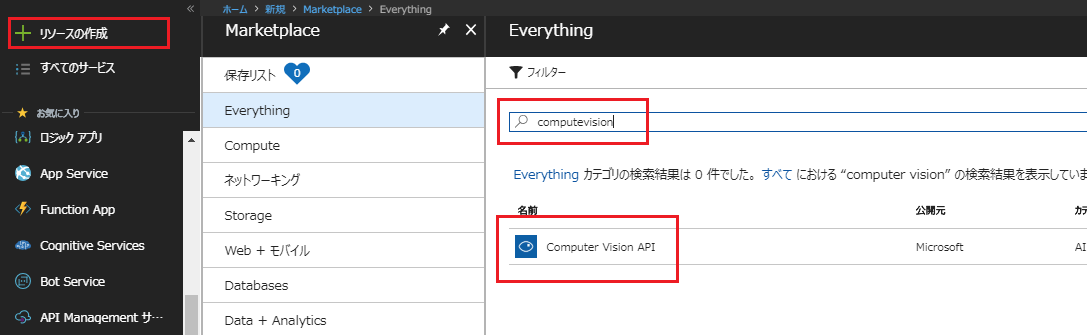 ホーム > 新規 > Marketplace > Everything
リソースの作成
すべてのサービス
お気に入り
ロジック アプリ
App Service
Function App
Cognitive Services
Bot Service
API Management サ…
Marketplace
保存リスト 0
Everything
Compute
ネットワーキング
Storage
Web + モバイル
Databases
Data + Analytics
Everything
フィルター
computevision
Everything カテゴリの検索結果は 0 件でした。すべて における “computer vision” の検索結果を表示していま
名前 公開元 カテ
Computer Vision API Microsoft AI